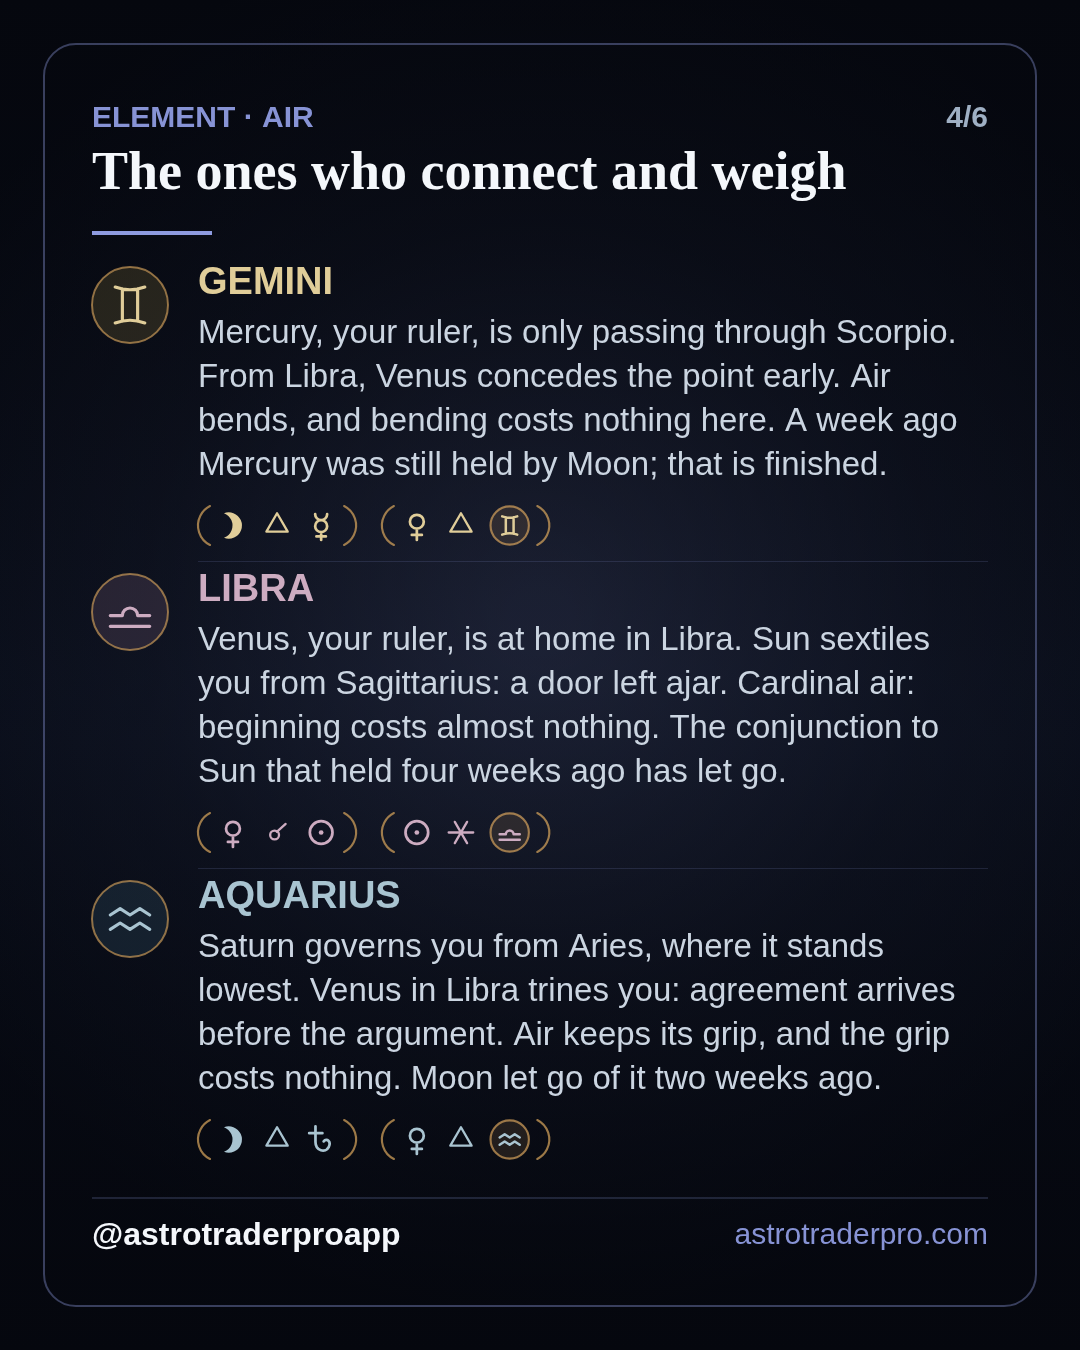 ELEMENT · AIR
4/6
The ones who connect and weigh
GEMINI
Mercury, your ruler, is only passing through Scorpio.
From Libra, Venus concedes the point early. Air
bends, and bending costs nothing here. A week ago
Mercury was still held by Moon; that is finished.
LIBRA
Venus, your ruler, is at home in Libra. Sun sextiles
you from Sagittarius: a door left ajar. Cardinal air:
beginning costs almost nothing. The conjunction to
Sun that held four weeks ago has let go.
AQUARIUS
Saturn governs you from Aries, where it stands
lowest. Venus in Libra trines you: agreement arrives
before the argument. Air keeps its grip, and the grip
costs nothing. Moon let go of it two weeks ago.
@astrotraderproapp
astrotraderpro.com